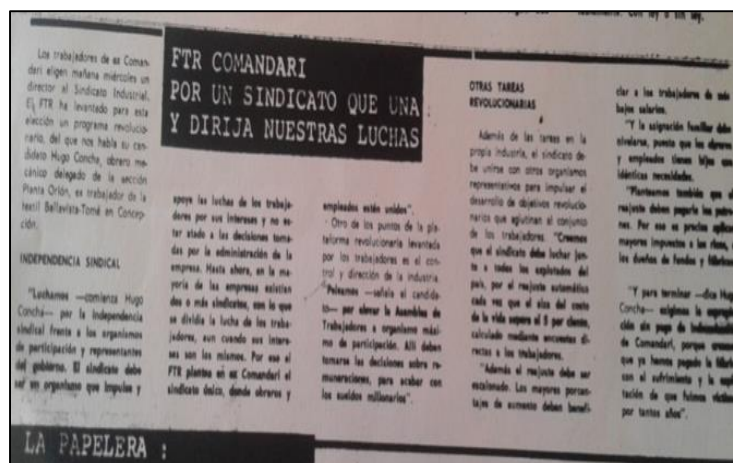 Con ley o sin ley.
Los trabajadores de ex Coman-
dari eligen mañana miércoles un
director al Sindicato Industrial.
El FTR ha levantado para esta
elección un programa revolucio-
nario, del que nos habla su can-
didato Hugo Concha, obrero me-
cánico delegado de la sección
Planta Orión, ex trabajador de la
textil Bellavista-Tomé en Concep-
ción.
INDEPENDENCIA SINDICAL
"Luchamos —comienza Hugo
Concha— por la independencia
sindical frente a los organismos
de participación y representantes
del gobierno. El sindicato debe
ser un organismo que impulse y
FTR COMANDARI
POR UN SINDICATO QUE UNA
Y DIRIJA NUESTRAS LUCHAS
apoye las luchas de los trabaja-
dores por sus intereses y no es-
tar atado a las decisiones toma-
das por la administración de la
empresa. Hasta ahora, en la ma-
yoría de las empresas existían
dos o más sindicatos, con lo que
se dividía la lucha de los traba-
jadores, aun cuando sus intere-
ses son los mismos. Por eso el
FTR plantea en ex Comandari el
sindicato único, donde obreros y
empleados estén unidos".
Otro de los puntos de la pla-
taforma revolucionaria levantada
por los trabajadores es el con-
trol y dirección de la industria.
"Peleamos —señala el candida-
to— por elevar la Asamblea de
Trabajadores a organismo máxi-
mo de participación. Allí deben
tomarse las decisiones sobre re-
muneraciones, para acabar con
los sueldos millonarios".
OTRAS TAREAS
REVOLUCIONARIAS
Además de las tareas en la
propia industria, el sindicato de-
be unirse con otros organismos
representativos para impulsar el
desarrollo de objetivos revolucio-
narios que aglutinen al conjunto
de los trabajadores. "Creemos
que el sindicato debe luchar jun-
to a todos los explotados del
país, por el reajuste automático
cada vez que el alza del costo
de la vida supere el 5 por ciento,
calculado mediante encuestas di-
rectas a los trabajadores.
"Además el reajuste debe ser
escalonado. Los mayores porcen-
tajes de aumento deben benefi-
ciar a los trabajadores de más
bajos salarios.
"Y la asignación familiar debe
nivelarse, puesto que los obreros
y empleados tienen hijos con
idénticas necesidades.
"Planteamos también que el
reajuste deben pagarlo los patro-
nes. Por eso es preciso aplicar
mayores impuestos a los ricos, a
los dueños de fundos y fábricas.
"Y para terminar —dice Hugo
Concha— exigimos la expropia-
ción sin pago de indemnización
de Comandari, porque creemos
que ya hemos pagado la fábrica
con el sufrimiento y la explo-
tación de que fuimos víctimas
por tantos años".
LA PAPELERA :